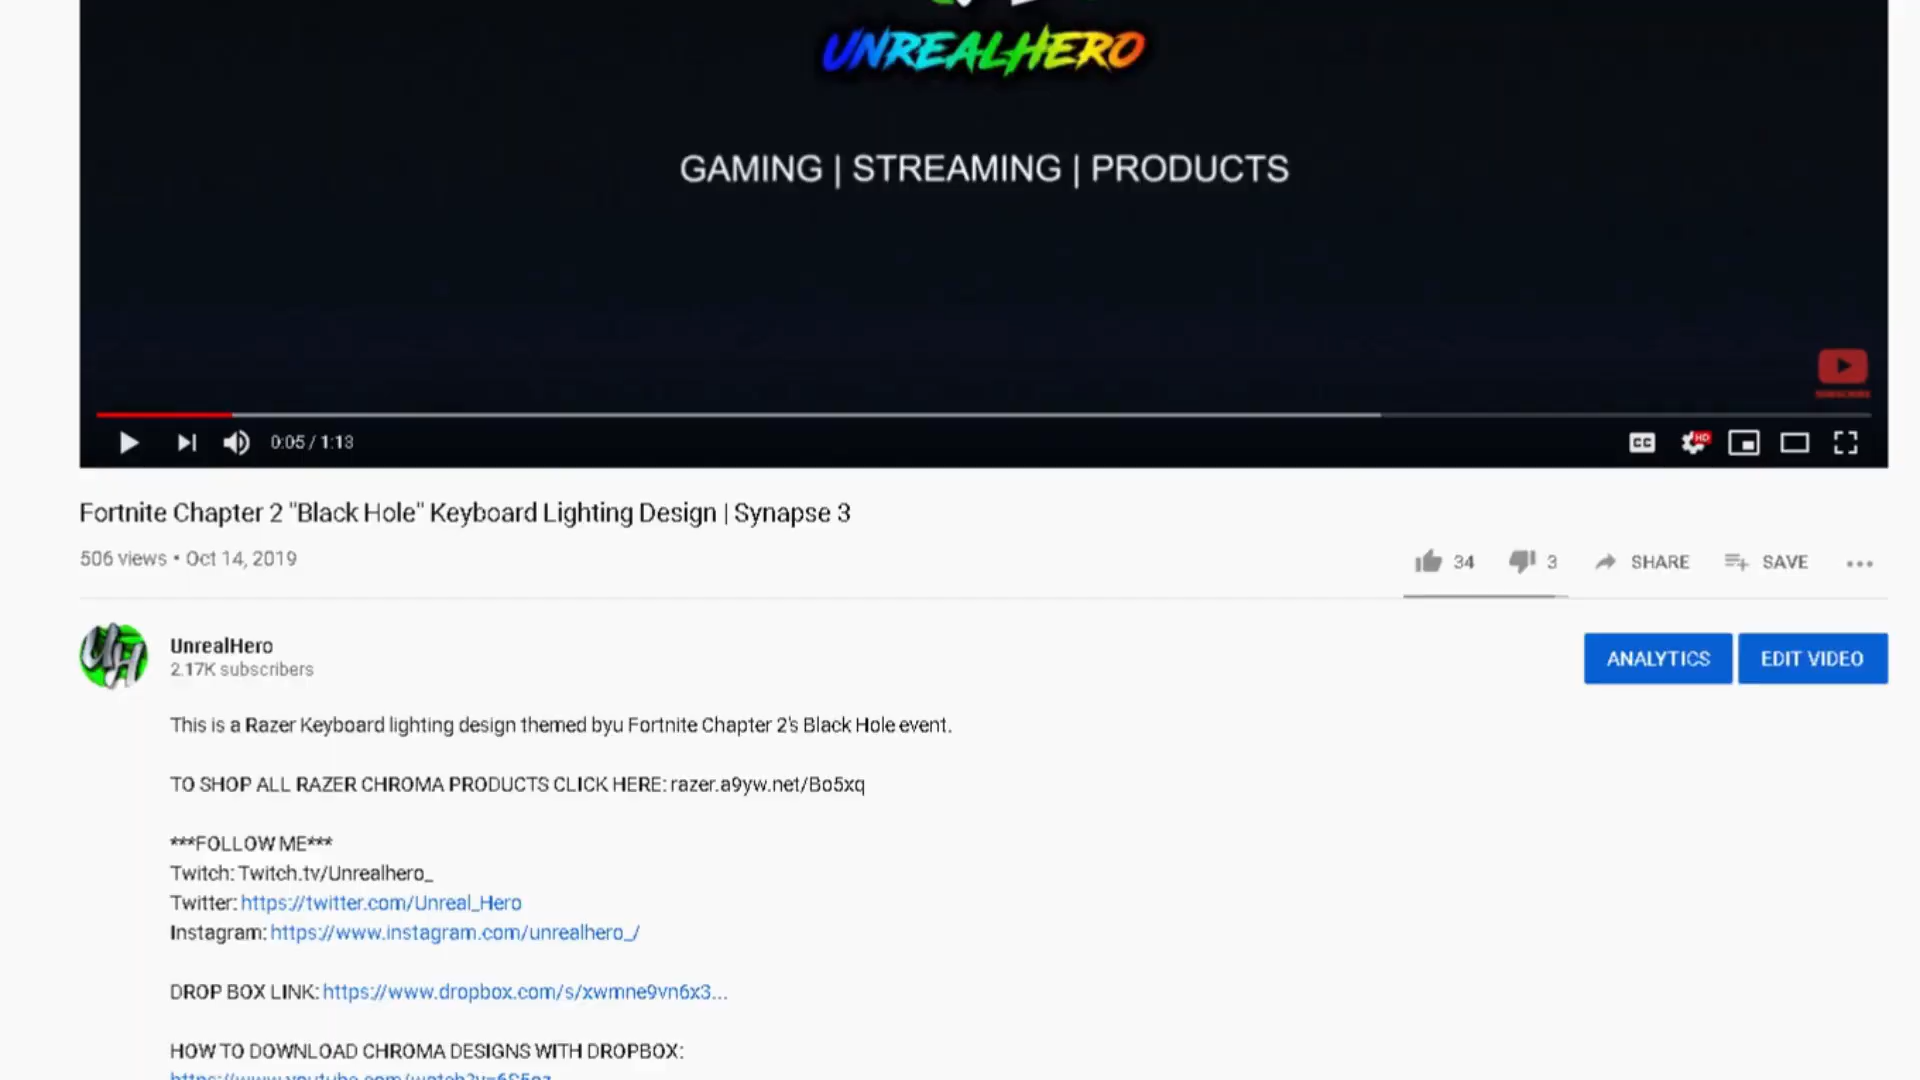 UNREALHERO
GAMING | STREAMING | PRODUCTS
0:05 / 1:13
CC
HD
Fortnite Chapter 2 "Black Hole" Keyboard Lighting Design | Synapse 3
506 views • Oct 14, 2019
34
3
SHARE
SAVE
UH
UnrealHero
2.17K subscribers
ANALYTICS
EDIT VIDEO
This is a Razer Keyboard lighting design themed byu Fortnite Chapter 2's Black Hole event.
TO SHOP ALL RAZER CHROMA PRODUCTS CLICK HERE: razer.a9yw.net/Bo5xq
***FOLLOW ME***
Twitch: Twitch.tv/Unrealhero_
Twitter: https://twitter.com/Unreal_Hero
Instagram: https://www.instagram.com/unrealhero_/
DROP BOX LINK: https://www.dropbox.com/s/xwmne9vn6x3...
HOW TO DOWNLOAD CHROMA DESIGNS WITH DROPBOX: